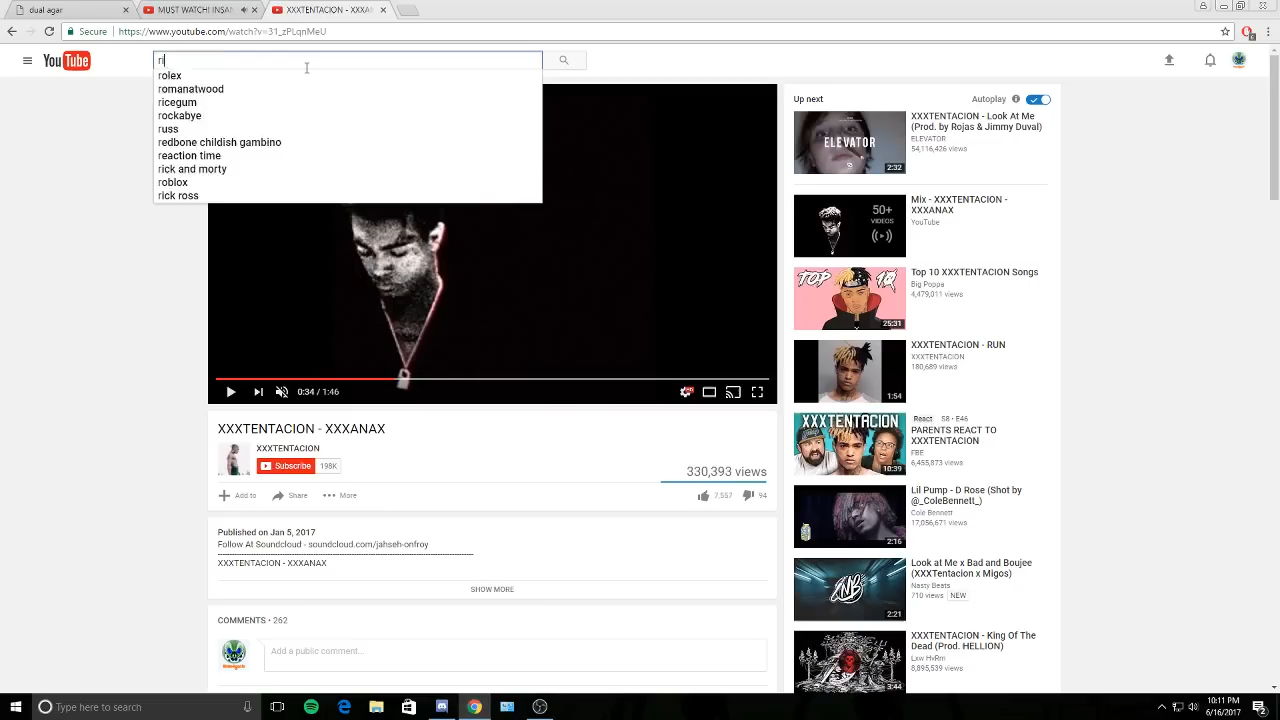 dual agar
MUST WATCH! INSAN
XXXTENTACION - XXXAN
Secure
https://www.youtube.com/watch?v=31_zPLqnMeU
YouTube
ri
rolex
romanatwood
ricegum
rockabye
russ
redbone childish gambino
reaction time
rick and morty
roblox
rick ross
0:34 / 1:46
XXXTENTACION - XXXANAX
XXXTENTACION
Subscribe 198K
330,393 views
Add to Share More
7,557 94
Published on Jan 5, 2017
Follow At Soundcloud - soundcloud.com/jahseh-onfroy
XXXTENTACION - XXXANAX
SHOW MORE
COMMENTS • 262
Add a public comment...
Up next
Autoplay
ELEVATOR
2:32
XXXTENTACION - Look At Me
(Prod. by Rojas & Jimmy Duval)
ELEVATOR
54,116,426 views
50+
VIDEOS
Mix - XXXTENTACION -
XXXANAX
YouTube
TOP 10
25:31
Top 10 XXXTENTACION Songs
Big Poppa
4,479,011 views
1:54
XXXTENTACION - RUN
XXXTENTACION
180,689 views
XXXTENTACION
10:39
React S8 • E46
PARENTS REACT TO
XXXTENTACION
FBE
6,455,873 views
2:16
Lil Pump - D Rose (Shot by
@_ColeBennett_)
Cole Bennett
17,056,671 views
2:21
Look at Me x Bad and Boujee
(XXXTentacion x Migos)
Nasty Beats
710 views NEW
3:44
XXXTENTACION - King Of The
Dead (Prod. HELLION)
Lxw HvRm
8,895,539 views
Type here to search
10:11 PM
6/16/2017